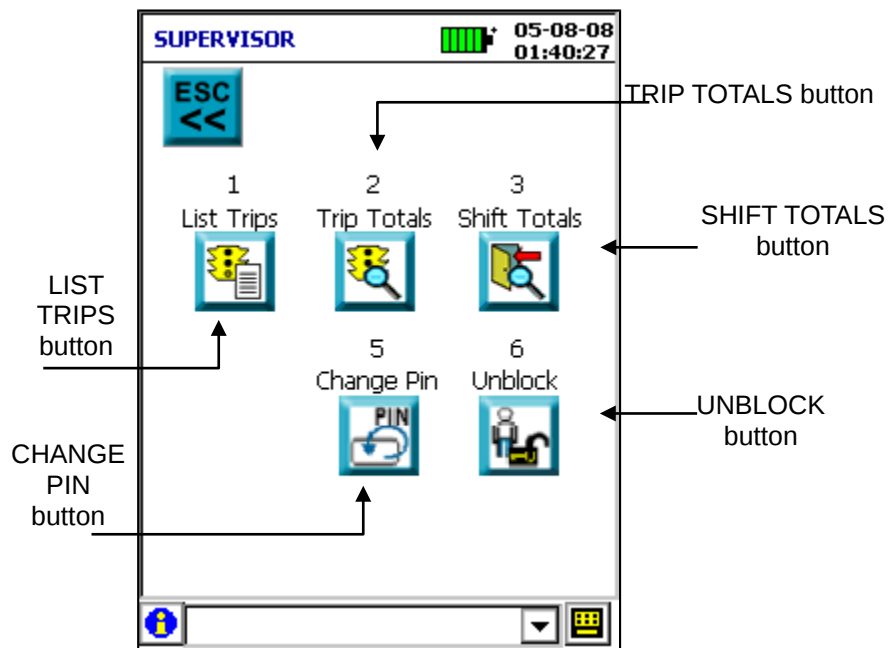 SUPERVISOR
05-08-08
01:40:27
ESC
<<
TRIP TOTALS button
1
2
3
List Trips
Trip Totals
Shift Totals
SHIFT TOTALS
button
LIST
TRIPS
button
5
6
Change Pin
Unblock
PIN
UNBLOCK
button
CHANGE
PIN
button